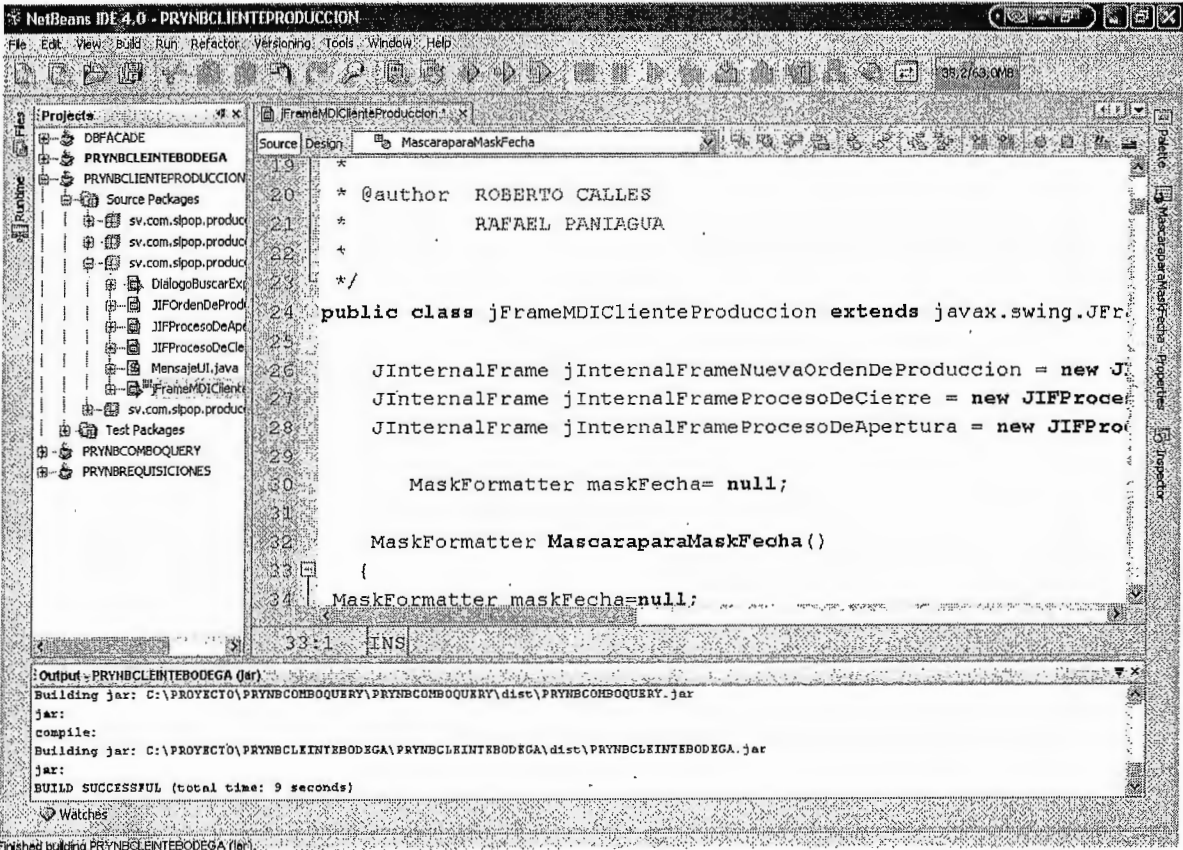 NetBeans IDE 4.0 - PRYNBCLIENTEPRODUCCION
File Edit View Build Run Refactor Versioning Tools Window Help
38,2/63,0MB
Files
Runtime
Projects
DBFACADE
PRYNBCLEINTEBODEGA
PRYNBCLIENTEPRODUCCION
Source Packages
sv.com.slpop.produc
sv.com.slpop.produc
sv.com.slpop.produc
DialogoBuscarExp
JIFOrdenDeProd
JIFProcesoDeApe
JIFProcesoDeCie
MensajeUI.java
jFrameMDICliente
sv.com.slpop.produc
Test Packages
PRYNBCOMBOQUERY
PRYNBREQUISICIONES
jFrameMDIClienteProduccion *
Source Design MascaraparaMaskFecha
19 *
20 * @author ROBERTO CALLES
21 * RAFAEL PANIAGUA
22 *
23 */
24 public class jFrameMDIClienteProduccion extends javax.swing.JFr
25
26 JInternalFrame jInternalFrameNuevaOrdenDeProduccion = new JI
27 JInternalFrame jInternalFrameProcesoDeCierre = new JIFProce
28 JInternalFrame jInternalFrameProcesoDeApertura = new JIFPro
29
30 MaskFormatter maskFecha= null;
31
32 MaskFormatter MascaraparaMaskFecha()
33 {
34 MaskFormatter maskFecha=null;
33:1 INS
Palette
MascaraparaMaskFecha - Properties
Inspector
Output - PRYNBCLEINTEBODEGA (jar)
Building jar: C:\PROYECTO\PRYNBCOMBOQUERY\PRYNBCOMBOQUERY\dist\PRYNBCOMBOQUERY.jar
jar:
compile:
Building jar: C:\PROYECTO\PRYNBCLEINTEBODEGA\PRYNBCLEINTEBODEGA\dist\PRYNBCLEINTEBODEGA.jar
jar:
BUILD SUCCESSFUL (total time: 9 seconds)
Watches
Finished building PRYNBCLEINTEBODEGA (jar).